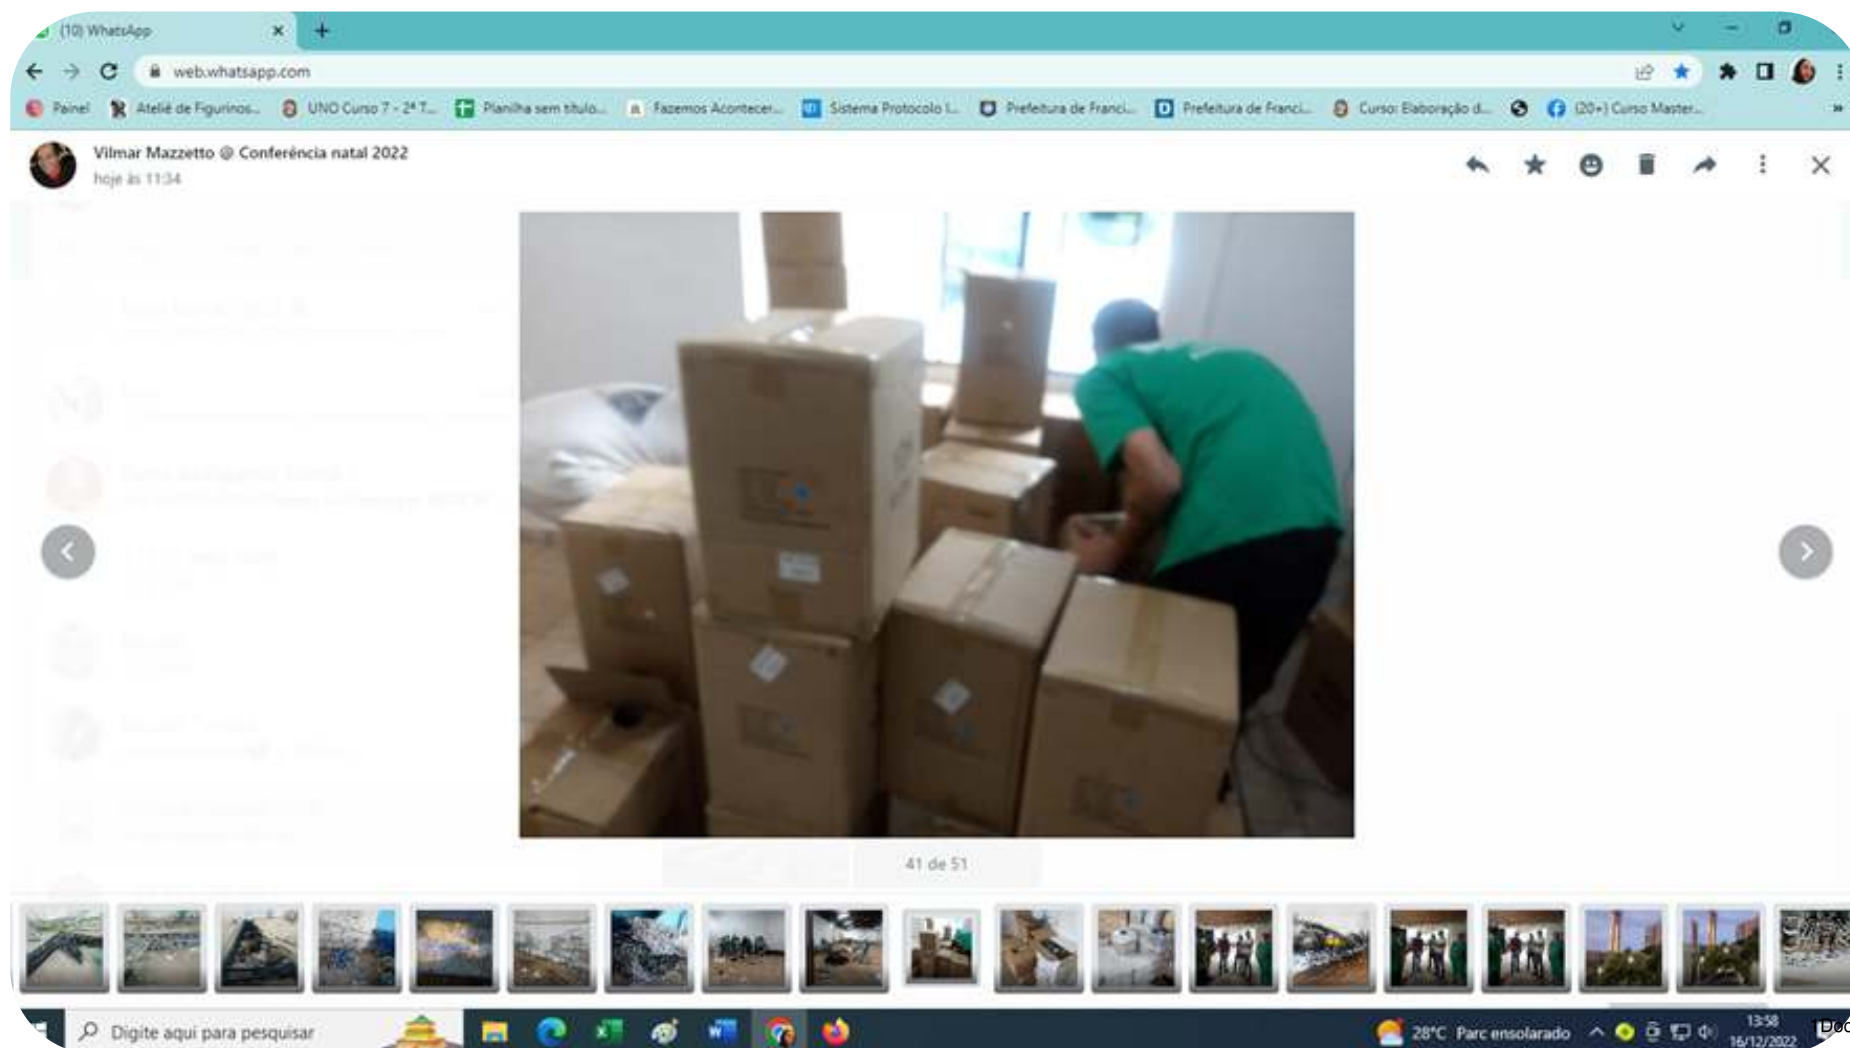 (10) WhatsApp
web.whatsapp.com
Painel
Ateliê de Figurinos...
UNO Curso 7 - 2ª T...
Planilha sem título...
Fazemos Acontecer...
Sistema Protocolo I...
Prefeitura de Franci...
Prefeitura de Franci...
Curso: Elaboração d...
(20+) Curso Master...
Vilmar Mazzetto @ Conferência natal 2022
hoje às 11:34
41 de 51
Digite aqui para pesquisar
28°C Parc ensolarado
13:58
16/12/2022
1Doc